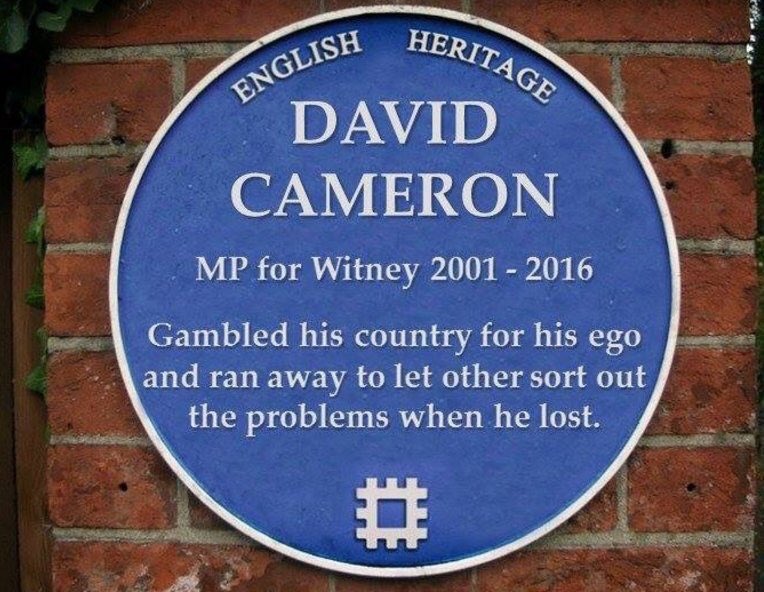 ENGLISH HERITAGE
DAVID
CAMERON
MP for Witney 2001 - 2016
Gambled his country for his ego
and ran away to let other sort out
the problems when he lost.